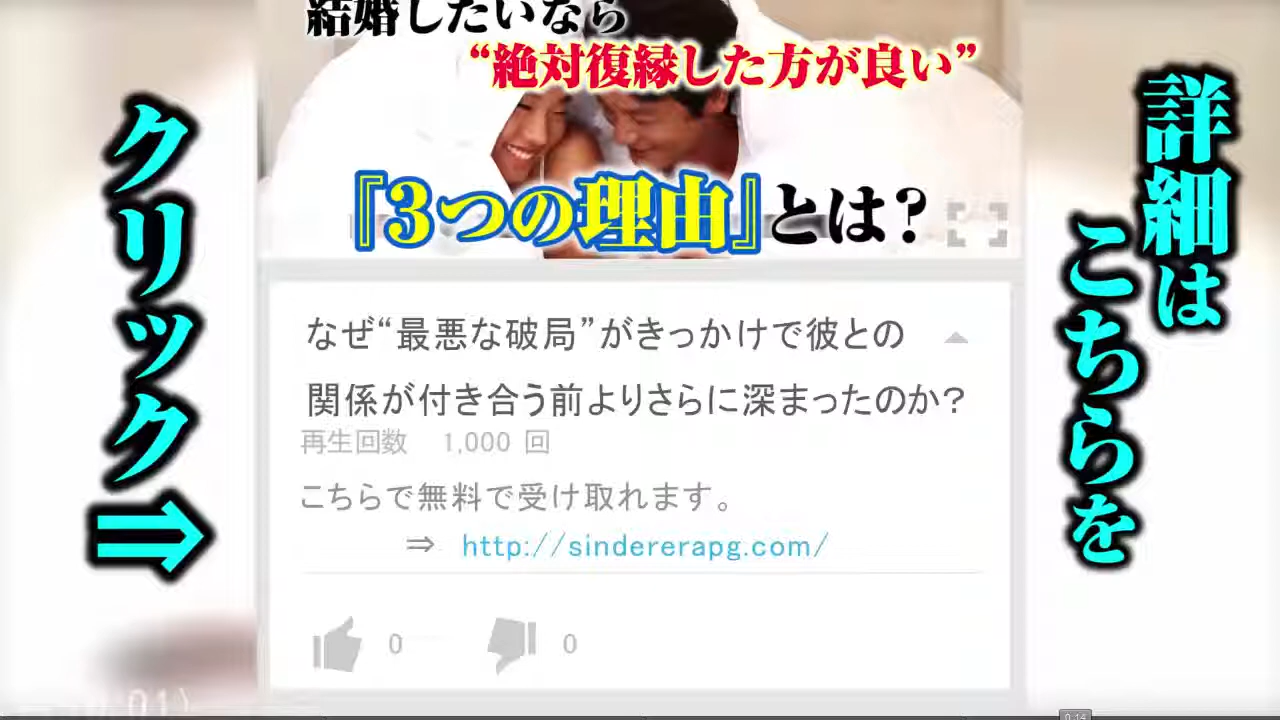 結婚したいなら
“絶対復縁した方が良い”
『3つの理由』とは?
詳細は
こちらを
クリック⇒
なぜ“最悪な破局”がきっかけで彼との
関係が付き合う前よりさらに深まったのか?
再生回数 1,000 回
こちらで無料で受け取れます。
⇒ http://sindererapg.com/
0 0
0:14